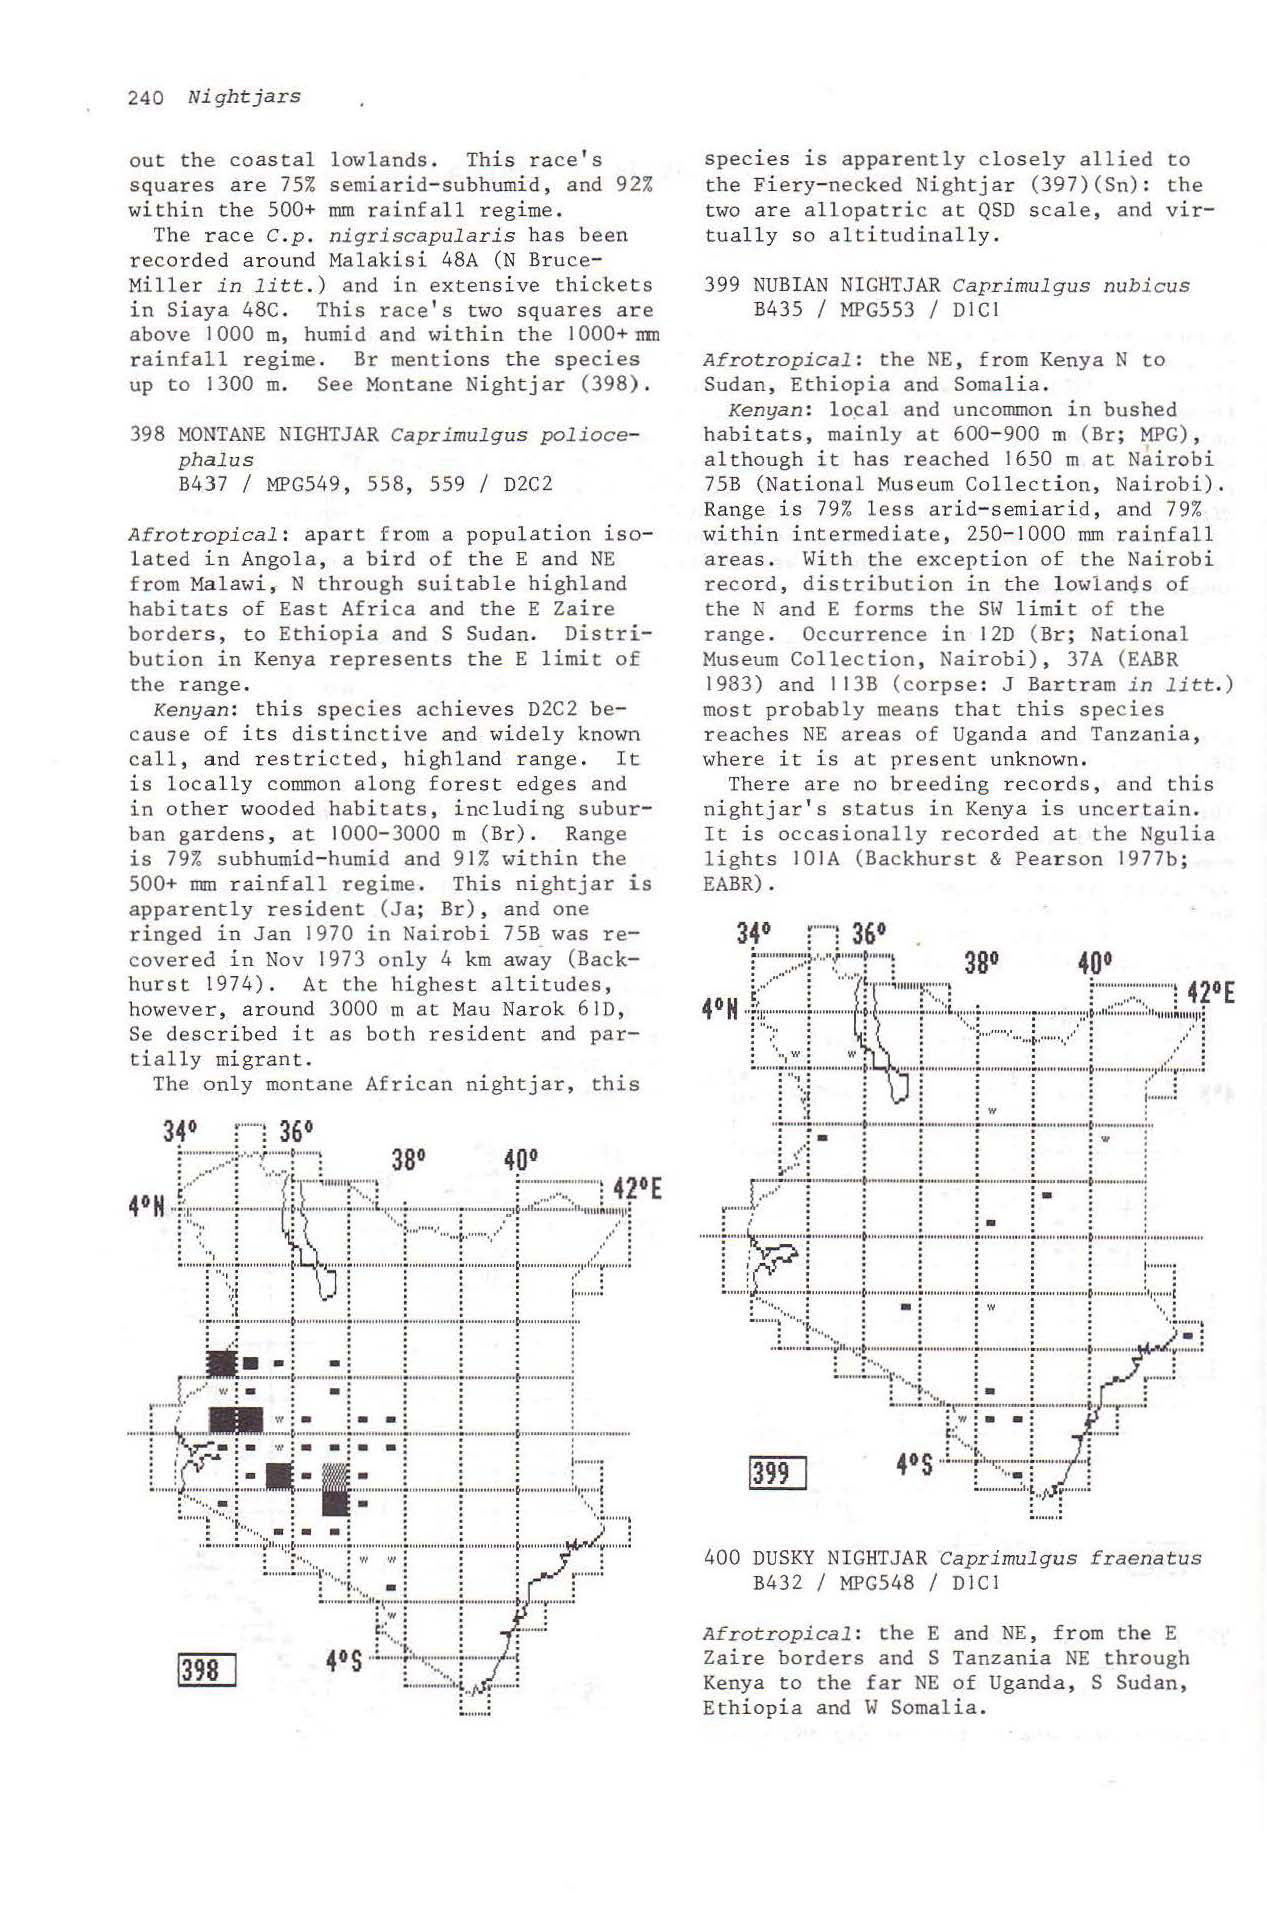 240 Nightjars
out the coastal lowlands. This race's
squares are 75% semiarid-subhumid, and 92%
within the 500+ mm rainfall regime.
The race C.p. nigriscapularis has been
recorded around Malakisi 48A (N Bruce-
Miller in litt.) and in extensive thickets
in Siaya 48C. This race's two squares are
above 1000 m, humid and within the 1000+ mm
rainfall regime. Br mentions the species
up to 1300 m. See Montane Nightjar (398).
398 MONTANE NIGHTJAR Caprimulgus polioce-
phalus
B437 / MPG549, 558, 559 / D2C2
Afrotropical: apart from a population iso-
lated in Angola, a bird of the E and NE
from Malawi, N through suitable highland
habitats of East Africa and the E Zaire
borders, to Ethiopia and S Sudan. Distri-
bution in Kenya represents the E limit of
the range.
Kenyan: this species achieves D2C2 be-
cause of its distinctive and widely known
call, and restricted, highland range. It
is locally common along forest edges and
in other wooded habitats, including subur-
ban gardens, at 1000-3000 m (Br). Range
is 79% subhumid-humid and 91% within the
500+ mm rainfall regime. This nightjar is
apparently resident (Ja; Br), and one
ringed in Jan 1970 in Nairobi 75B was re-
covered in Nov 1973 only 4 km away (Back-
hurst 1974). At the highest altitudes,
however, around 3000 m at Mau Narok 61D,
Se described it as both resident and par-
tially migrant.
The only montane African nightjar, this
34° 36°
38° 40°
4°N 42°E
w
w
w
w w
w
398 4°S
species is apparently closely allied to
the Fiery-necked Nightjar (397)(Sn): the
two are allopatric at QSD scale, and vir-
tually so altitudinally.
399 NUBIAN NIGHTJAR Caprimulgus nubicus
B435 / MPG553 / D1C1
Afrotropical: the NE, from Kenya N to
Sudan, Ethiopia and Somalia.
Kenyan: local and uncommon in bushed
habitats, mainly at 600-900 m (Br; MPG),
although it has reached 1650 m at Nairobi
75B (National Museum Collection, Nairobi).
Range is 79% less arid-semiarid, and 79%
within intermediate, 250-1000 mm rainfall
areas. With the exception of the Nairobi
record, distribution in the lowlands of
the N and E forms the SW limit of the
range. Occurrence in 12D (Br; National
Museum Collection, Nairobi), 37A (EABR
1983) and 113B (corpse: J Bartram in litt.)
most probably means that this species
reaches NE areas of Uganda and Tanzania,
where it is at present unknown.
There are no breeding records, and this
nightjar's status in Kenya is uncertain.
It is occasionally recorded at the Ngulia
lights 101A (Backhurst & Pearson 1977b;
EABR).
34° 36°
38° 40°
4°N 42°E
w w
w
w
w
w
399 4°S
400 DUSKY NIGHTJAR Caprimulgus fraenatus
B432 / MPG548 / D1C1
Afrotropical: the E and NE, from the E
Zaire borders and S Tanzania NE through
Kenya to the far NE of Uganda, S Sudan,
Ethiopia and W Somalia.